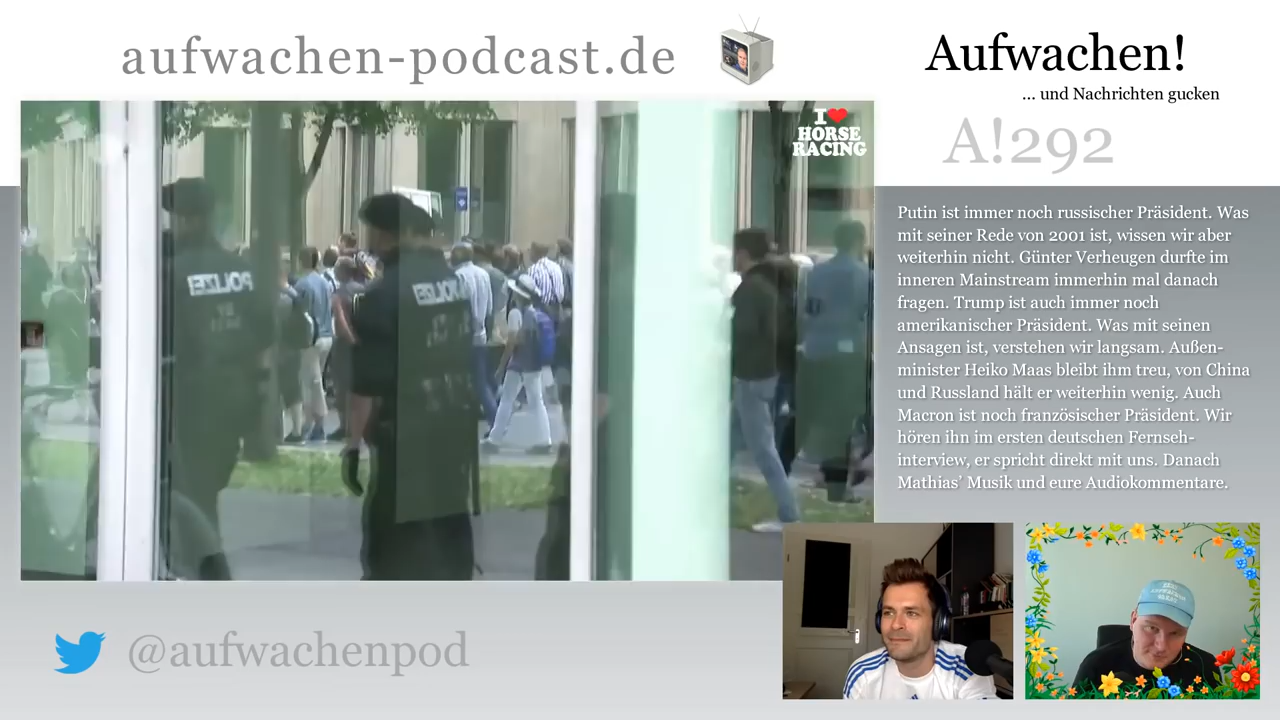 aufwachen-podcast.de
Aufwachen!
... und Nachrichten gucken
A!292
I
HORSE
RACING
POLIZEI
POLIZEI
Putin ist immer noch russischer Präsident. Was
mit seiner Rede von 2001 ist, wissen wir aber
weiterhin nicht. Günter Verheugen durfte im
inneren Mainstream immerhin mal danach
fragen. Trump ist auch immer noch
amerikanischer Präsident. Was mit seinen
Ansagen ist, verstehen wir langsam. Außen-
minister Heiko Maas bleibt ihm treu, von China
und Russland hält er weiterhin wenig. Auch
Macron ist noch französischer Präsident. Wir
hören ihn im ersten deutschen Fernseh-
interview, er spricht direkt mit uns. Danach
Mathias' Musik und eure Audiokommentare.
@aufwachenpod